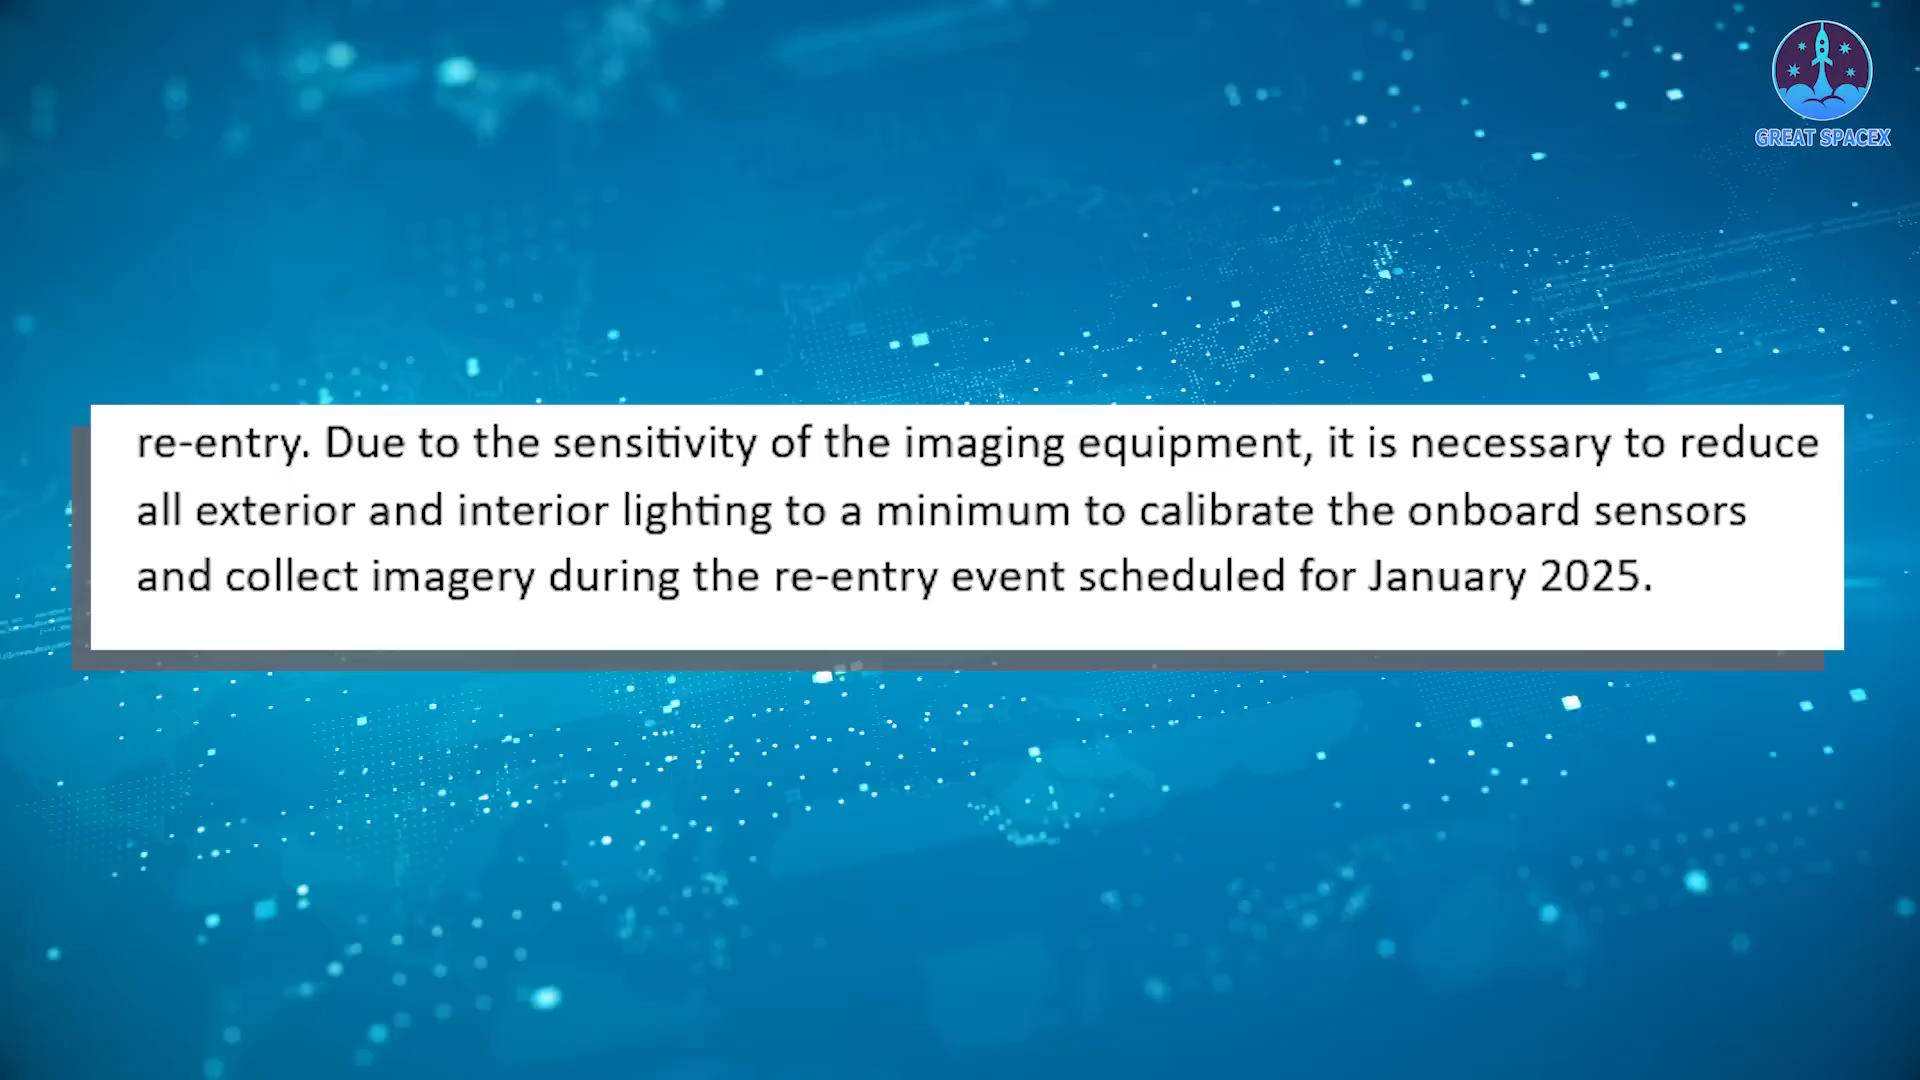 GREAT SPACEX
re-entry. Due to the sensitivity of the imaging equipment, it is necessary to reduce
all exterior and interior lighting to a minimum to calibrate the onboard sensors
and collect imagery during the re-entry event scheduled for January 2025.